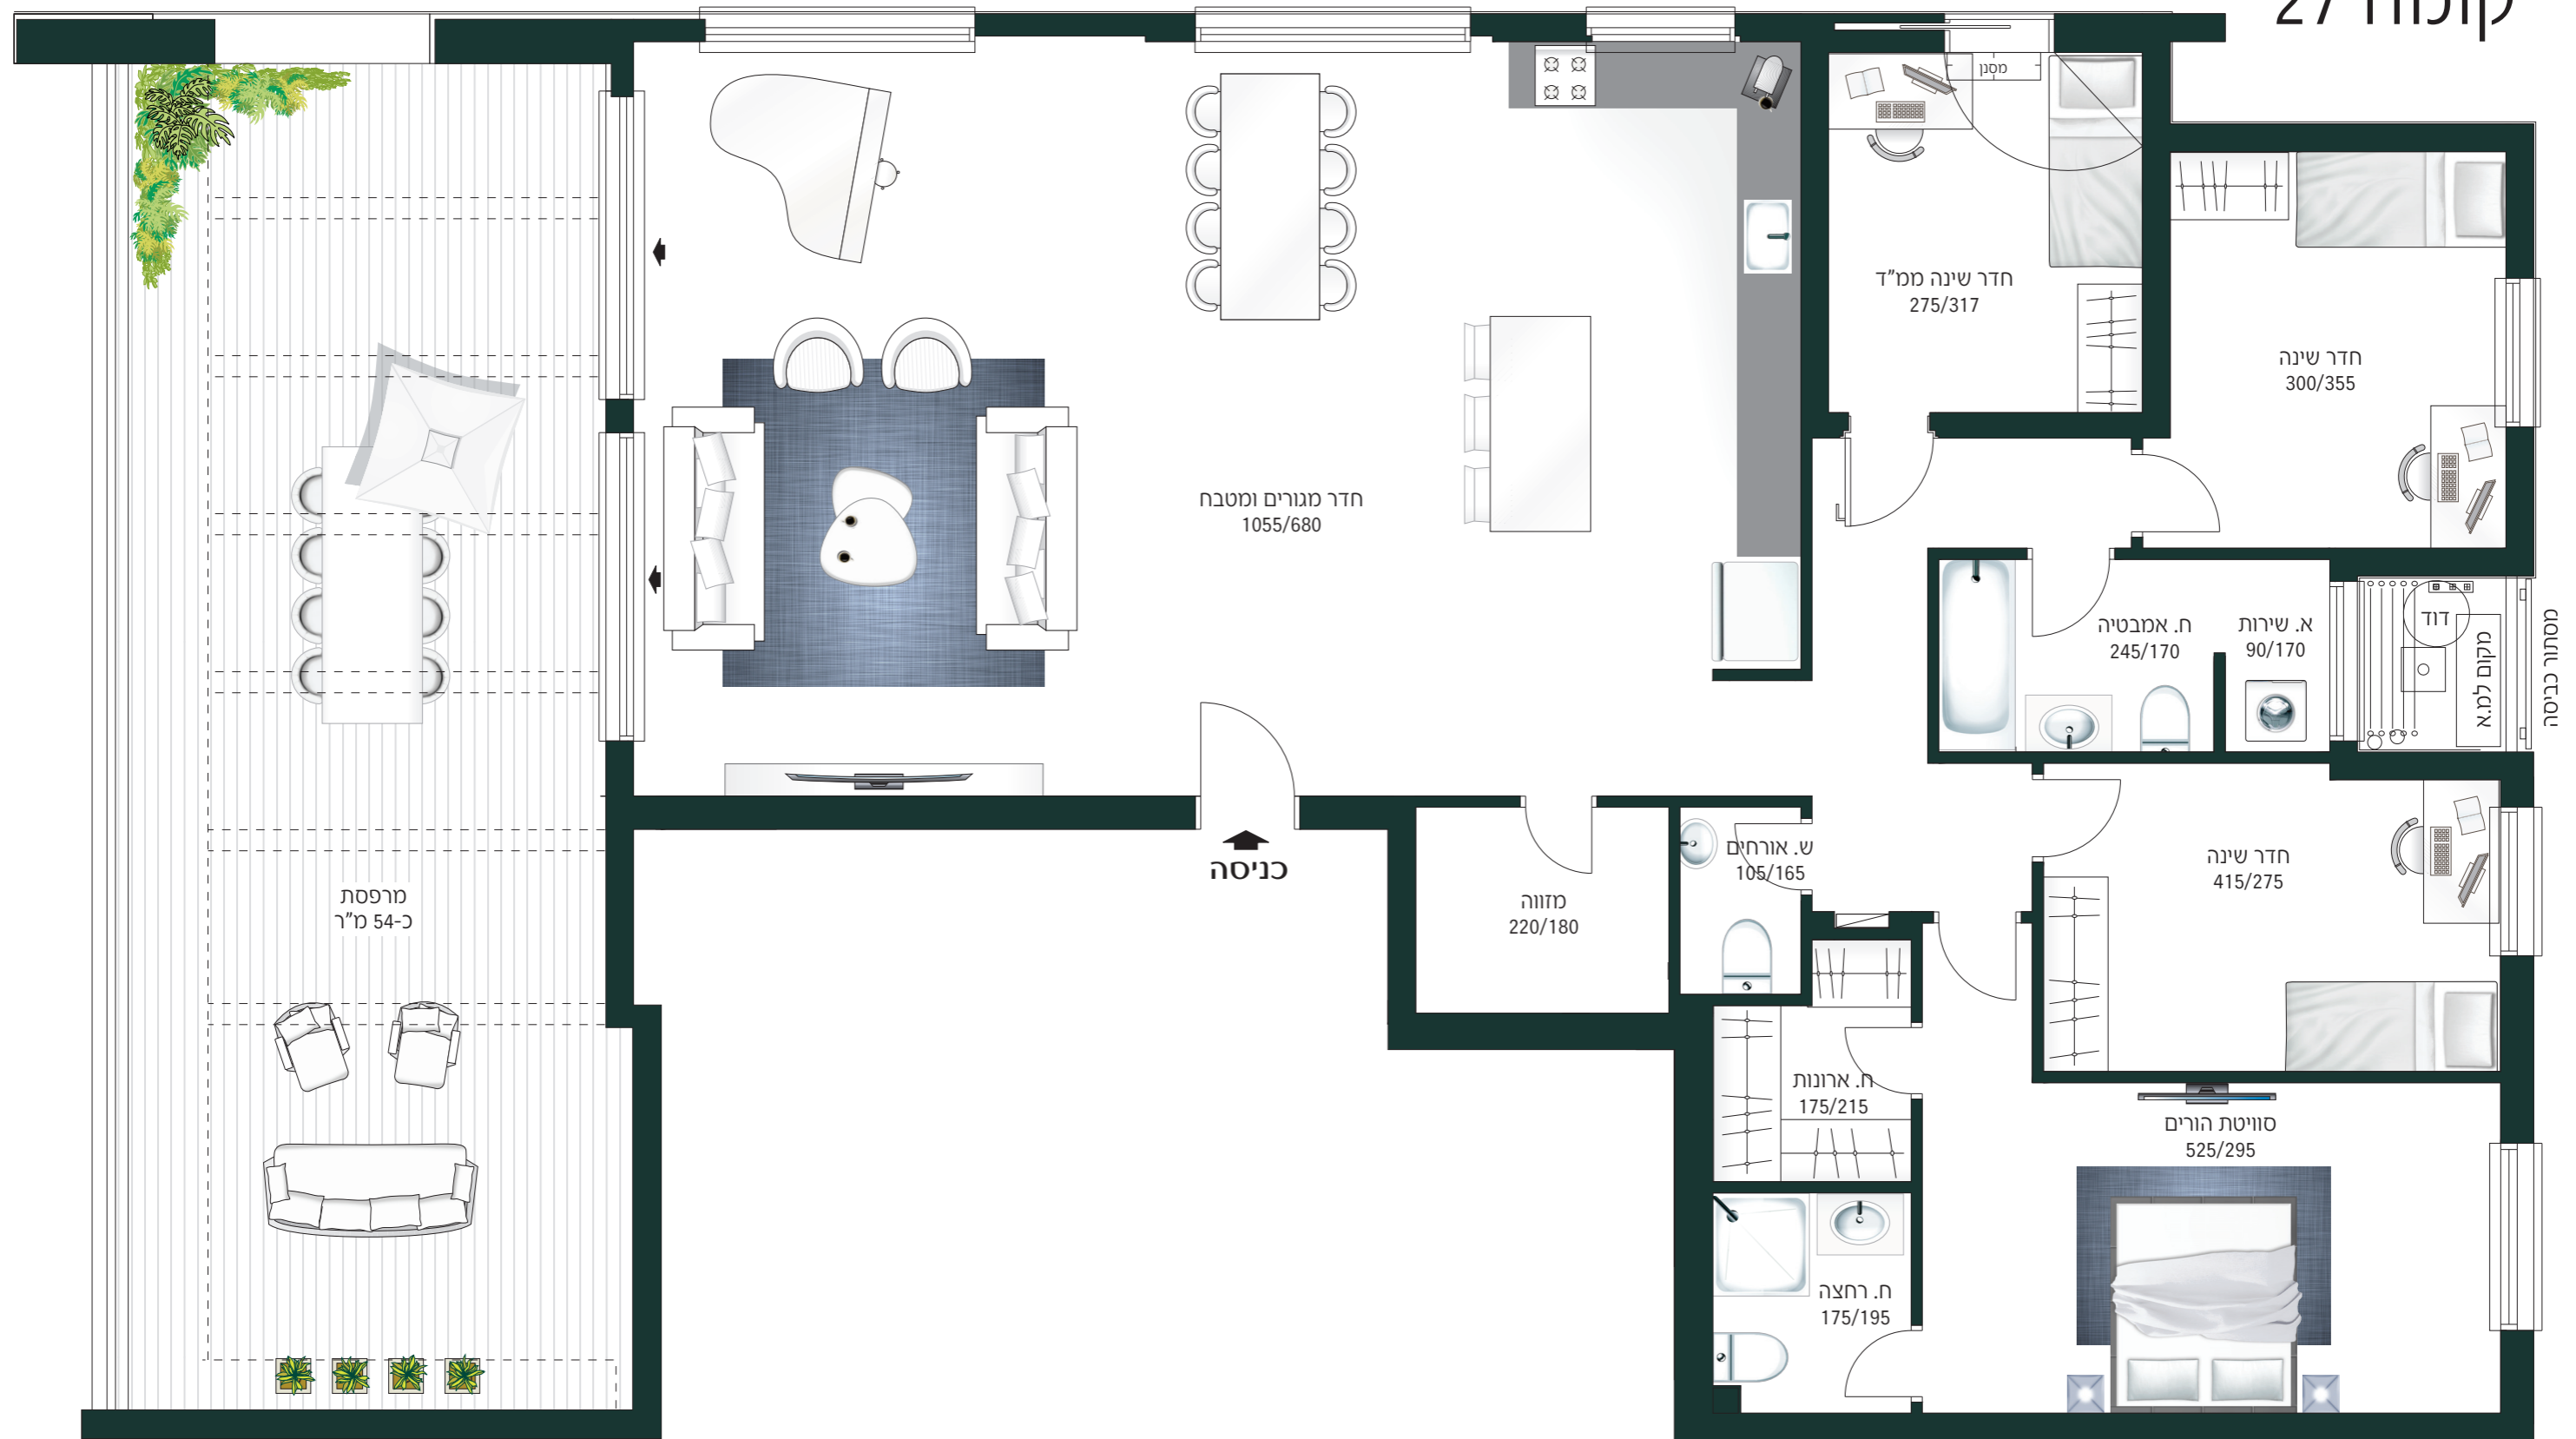 קומה 27
מסנן
חדר שינה ממ"ד
275/317
חדר שינה
300/355
חדר מגורים ומטבח
1055/680
ח. אמבטיה
245/170
א. שירות
90/170
דוד
מקום למ.א
מסתור כביסה
חדר שינה
415/275
ש. אורחים
105/165
כניסה
מזווה
220/180
מרפסת
כ-54 מ"ר
ח. ארונות
175/215
סוויטת הורים
525/295
ח. רחצה
175/195